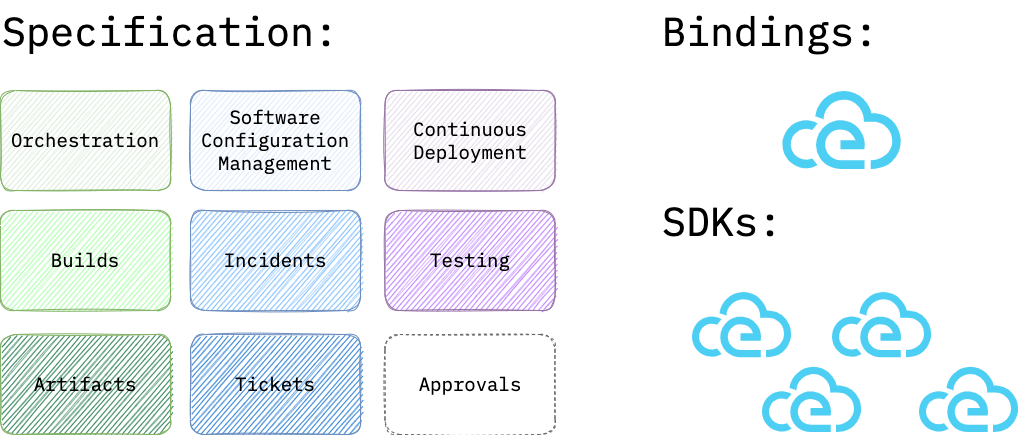 Specification:
Bindings:
Orchestration
Software
Configuration
Management
Continuous
Deployment
SDKs:
Builds
Incidents
Testing
Artifacts
Tickets
Approvals